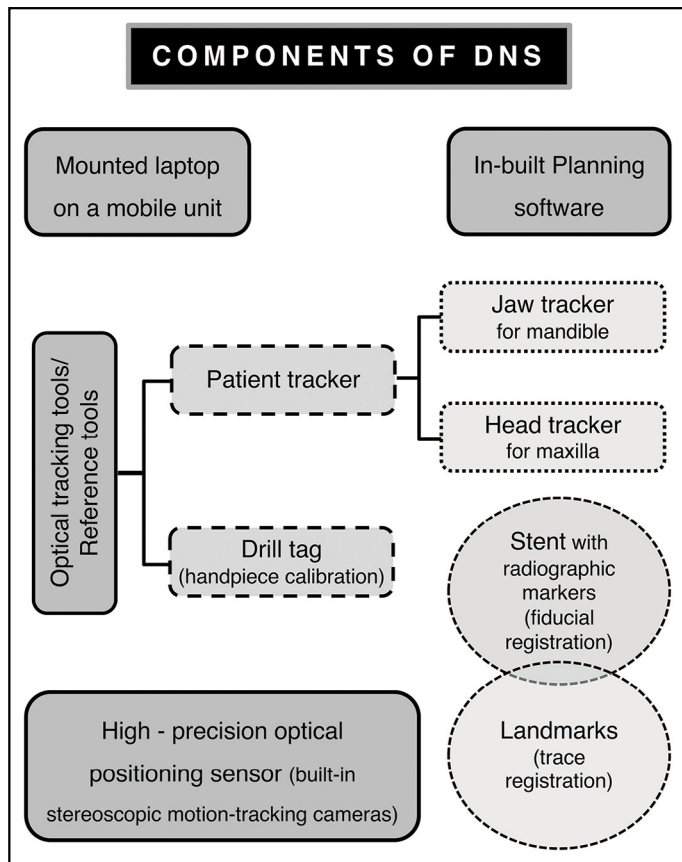 COMPONENTS OF DNS
Mounted laptop
on a mobile unit
In-built Planning
software
Optical tracking tools/
Reference tools
Patient tracker
Jaw tracker
for mandible
Head tracker
for maxilla
Drill tag
(handpiece calibration)
Stent with
radiographic
markers
(fiducial
registration)
High - precision optical
positioning sensor (built-in
stereoscopic motion-tracking cameras)
Landmarks
(trace
registration)